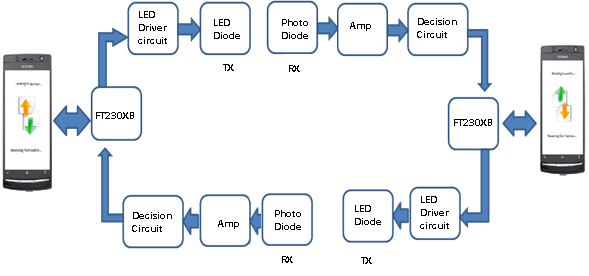 LED
Driver
circuit
LED
Diode
Photo
Diode
Amp
Decision
Circuit
TX
RX
FT230XB
FT230XB
Decision
Circuit
Amp
Photo
Diode
LED
Diode
LED
Driver
circuit
RX
TX